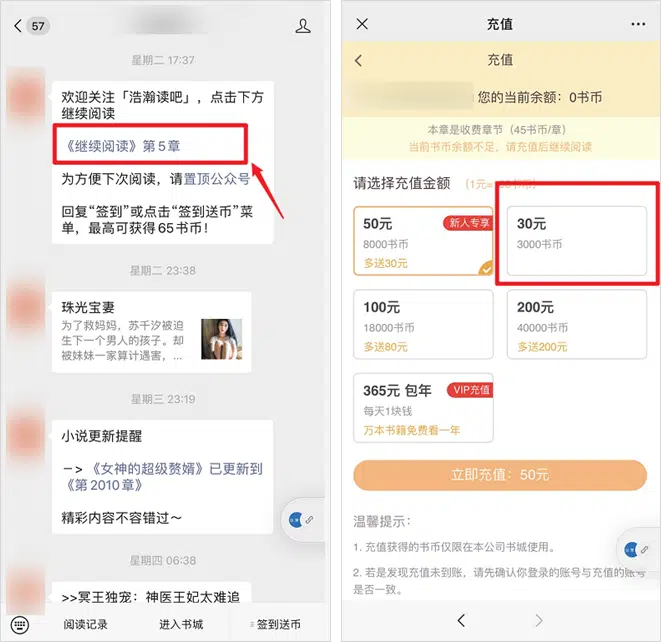 57
星期二 17:37
欢迎关注「浩瀚读吧」，点击下方
继续阅读
《继续阅读》第5章
为方便下次阅读，请置顶公众号
回复“签到”或点击“签到送币”菜
单，最高可获得65书币！
星期二 23:38
珠光宝妻
为了救妈妈，苏千汐被迫
生下一个男人的孩子。却
被妹妹一家算计遇害，...
星期三 23:19
小说更新提醒
—>《女神的超级赘婿》已更新到
《第2010章》
精彩内容不容错过～
星期四 06:38
>>冥王独宠：神医王妃太难追
阅读记录
进入书城
签到送币
充值
充值
您的当前余额：0书币
本章是收费章节（45书币/章）
当前书币余额不足，请充值后继续阅读
请选择充值金额
（1元=
书币）
50元
新人专享
8000书币
多送30元
30元
3000书币
100元
18000书币
多送80元
200元
40000书币
多送200元
365元 包年
VIP充值
每天1块钱
万本书籍免费看一年
立即充值：50元
温馨提示：
1. 充值获得的书币仅限在本公司书城使用。
2. 若是发现充值未到账，请先确认你登录的账号与充值的账号
是否一致。